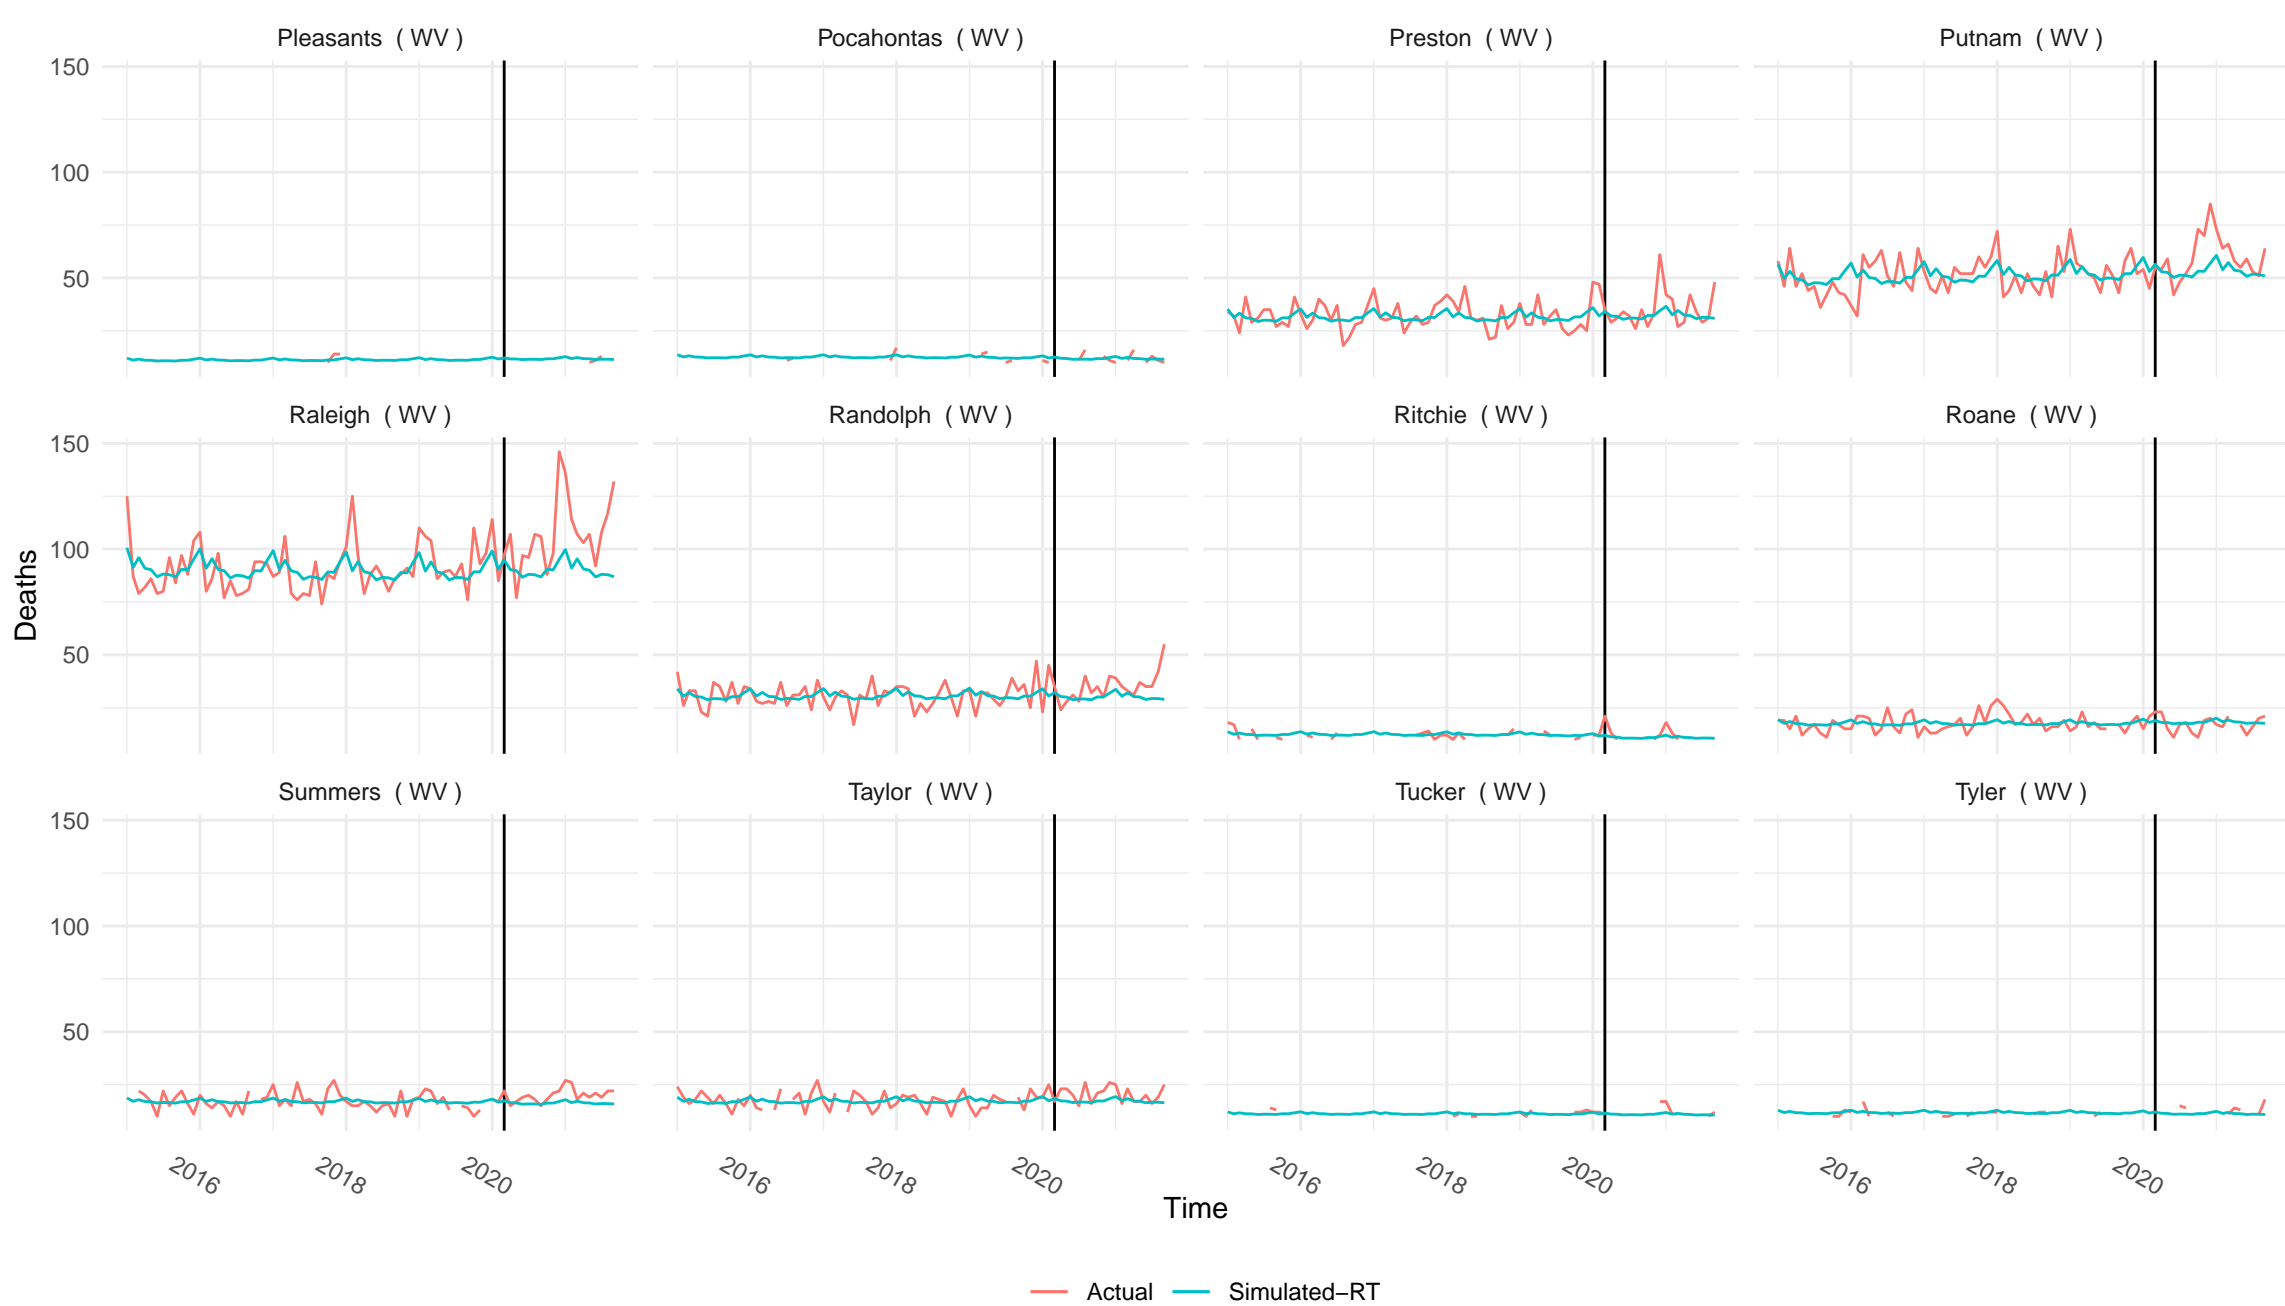 Pleasants ( WV )
Pocahontas ( WV )
Preston ( WV )
Putnam ( WV )
150
100
50
Raleigh ( WV )
Randolph ( WV )
Ritchie ( WV )
Roane ( WV )
150
100
50
Deaths
Summers ( WV )
Taylor ( WV )
Tucker ( WV )
Tyler ( WV )
150
100
50
2016 2018 2020
2016 2018 2020
2016 2018 2020
2016 2018 2020
Time
Actual Simulated−RT